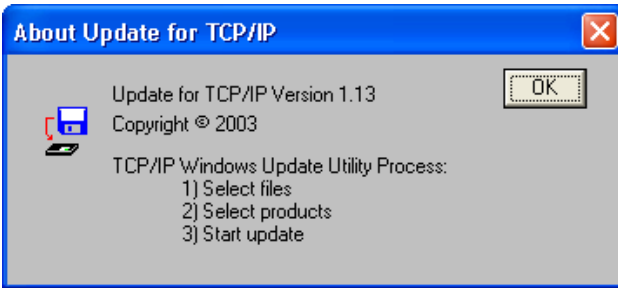 About Update for TCP/IP
Update for TCP/IP Version 1.13
OK
Copyright © 2003
TCP/IP Windows Update Utility Process:
1) Select files
2) Select products
3) Start update